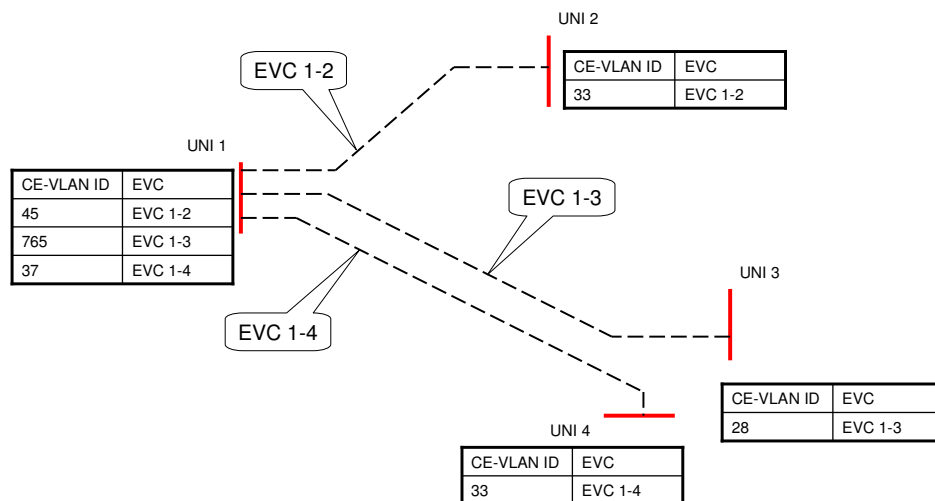 UNI 2
EVC 1-2
CE-VLAN ID EVC
33 EVC 1-2
UNI 1
CE-VLAN ID EVC
45 EVC 1-2
765 EVC 1-3
37 EVC 1-4
EVC 1-3
UNI 3
EVC 1-4
CE-VLAN ID EVC
28 EVC 1-3
UNI 4
CE-VLAN ID EVC
33 EVC 1-4